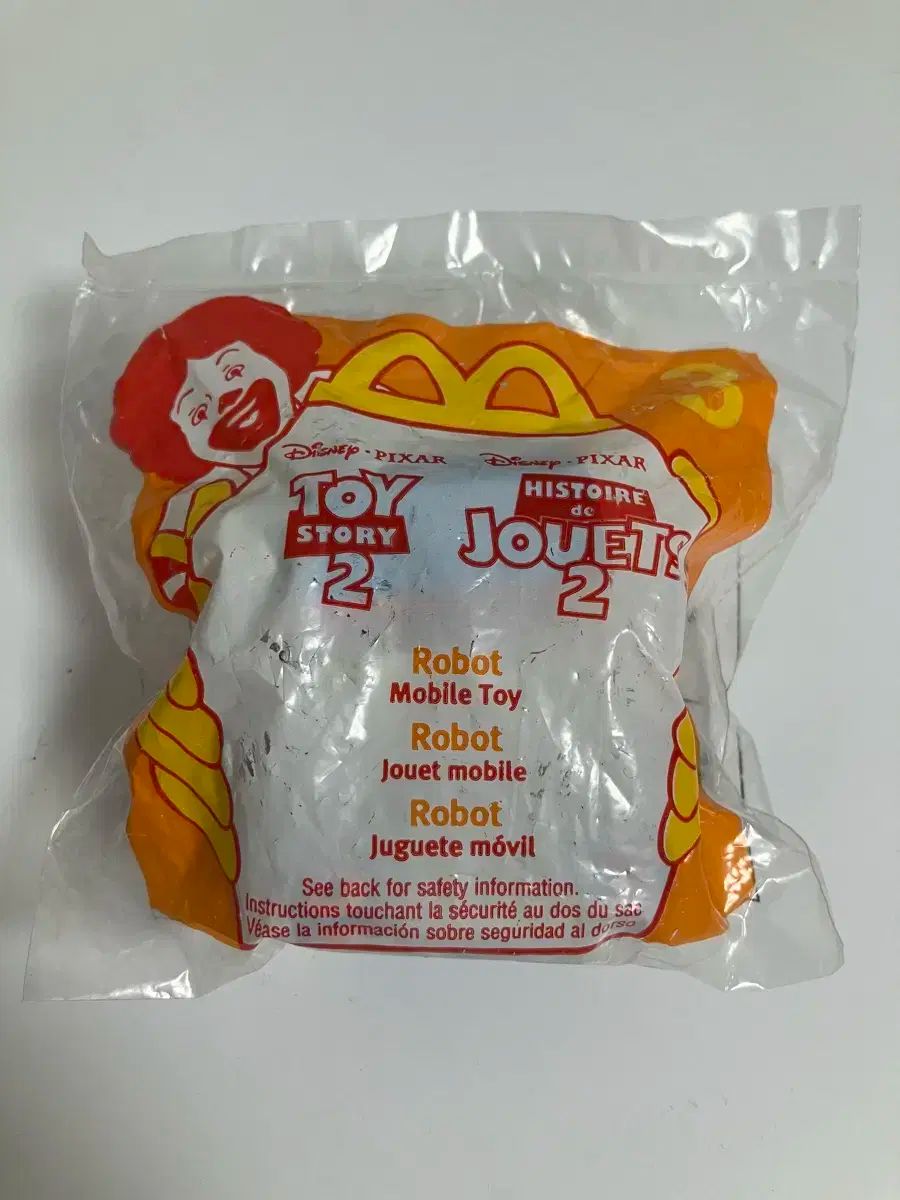 Disney · PIXAR
TOY
STORY
2
Disney · PIXAR
HISTOIRE
de
JOUETS
2
Robot
Mobile Toy
Robot
Jouet mobile
Robot
Juguete móvil
See back for safety information.
Instructions touchant la sécurité au dos du sac
Véase la información sobre seguridad al dorso